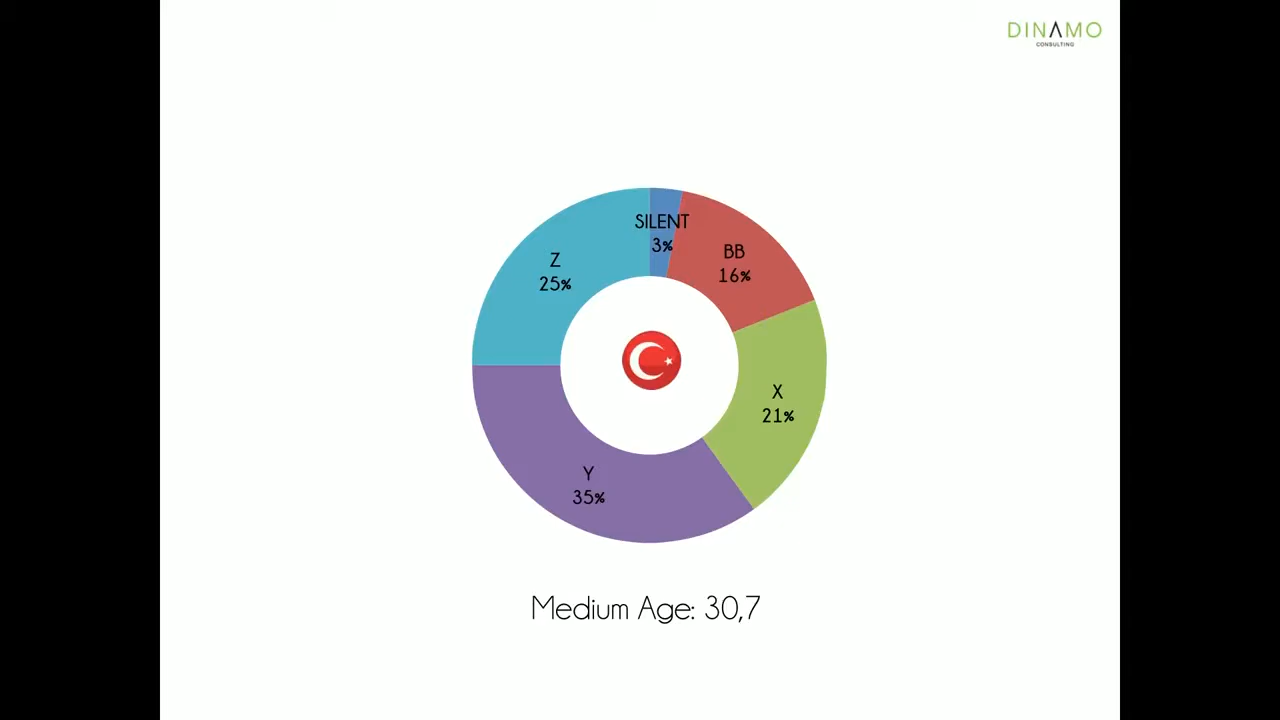 DINAMO
CONSULTING
SILENT
3%
BB
16%
Z
25%
X
21%
Y
35%
Medium Age: 30,7